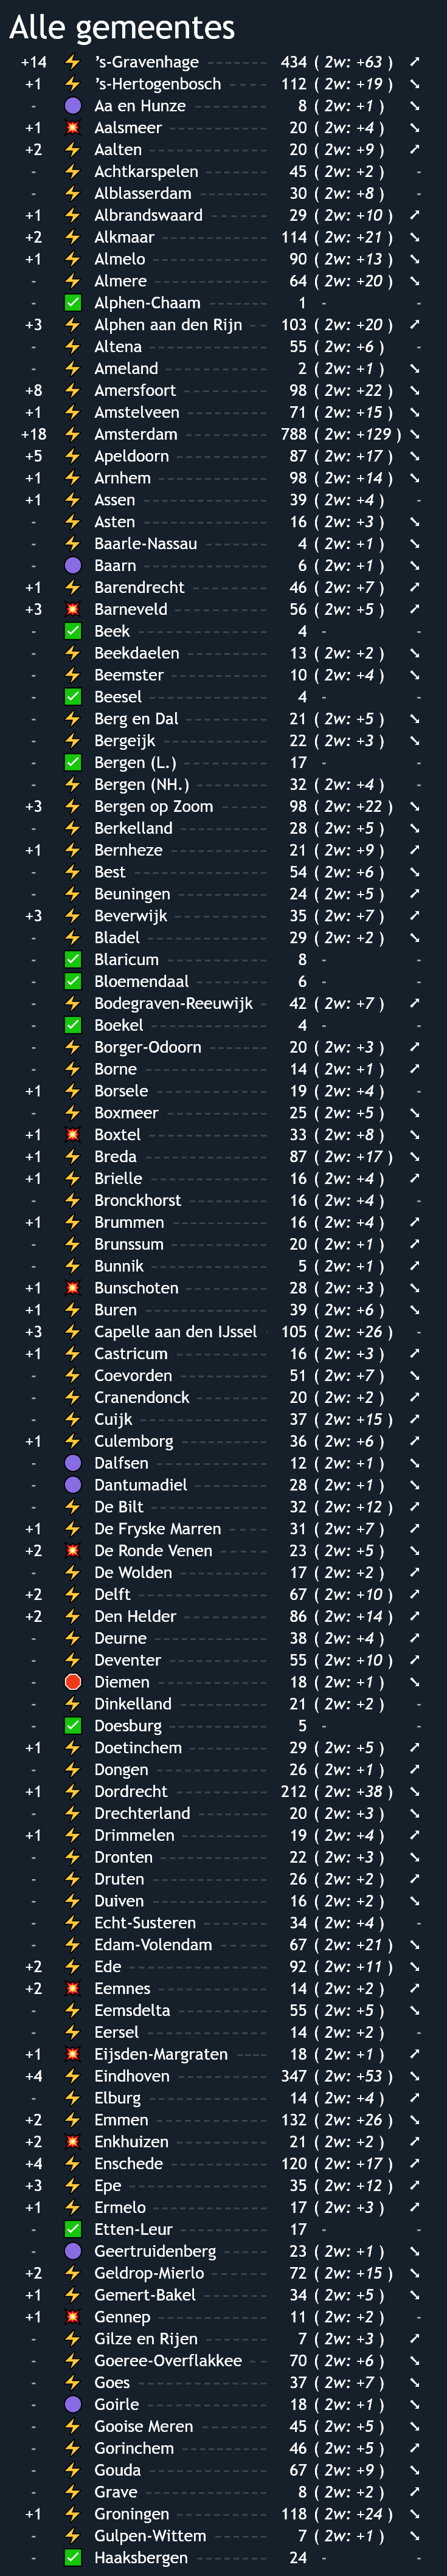 Alle gemeentes
+14 's-Gravenhage 434 ( 2w: +63 )
+1 's-Hertogenbosch 112 ( 2w: +19 )
- Aa en Hunze 8 ( 2w: +1 )
+1 Aalsmeer 20 ( 2w: +4 )
+2 Aalten 20 ( 2w: +9 )
- Achtkarspelen 45 ( 2w: +2 ) -
- Alblasserdam 30 ( 2w: +8 ) -
+1 Albrandswaard 29 ( 2w: +10 )
+2 Alkmaar 114 ( 2w: +21 )
+1 Almelo 90 ( 2w: +13 )
- Almere 64 ( 2w: +20 )
- Alphen-Chaam 1 - -
+3 Alphen aan den Rijn 103 ( 2w: +20 )
- Altena 55 ( 2w: +6 ) -
- Ameland 2 ( 2w: +1 )
+8 Amersfoort 98 ( 2w: +22 )
+1 Amstelveen 71 ( 2w: +15 )
+18 Amsterdam 788 ( 2w: +129 )
+5 Apeldoorn 87 ( 2w: +17 )
+1 Arnhem 98 ( 2w: +14 )
+1 Assen 39 ( 2w: +4 ) -
- Asten 16 ( 2w: +3 )
- Baarle-Nassau 4 ( 2w: +1 )
- Baarn 6 ( 2w: +1 )
+1 Barendrecht 46 ( 2w: +7 )
+3 Barneveld 56 ( 2w: +5 )
- Beek 4 - -
- Beekdaelen 13 ( 2w: +2 )
- Beemster 10 ( 2w: +4 )
- Beesel 4 - -
- Berg en Dal 21 ( 2w: +5 )
- Bergeijk 22 ( 2w: +3 )
- Bergen (L.) 17 - -
- Bergen (NH.) 32 ( 2w: +4 ) -
+3 Bergen op Zoom 98 ( 2w: +22 )
- Berkelland 28 ( 2w: +5 )
+1 Bernheze 21 ( 2w: +9 )
- Best 54 ( 2w: +6 )
- Beuningen 24 ( 2w: +5 )
+3 Beverwijk 35 ( 2w: +7 )
- Bladel 29 ( 2w: +2 )
- Blaricum 8 - -
- Bloemendaal 6 - -
- Bodegraven-Reeuwijk 42 ( 2w: +7 )
- Boekel 4 - -
- Borger-Odoorn 20 ( 2w: +3 )
- Borne 14 ( 2w: +1 )
+1 Borsele 19 ( 2w: +4 ) -
- Boxmeer 25 ( 2w: +5 )
+1 Boxtel 33 ( 2w: +8 )
+1 Breda 87 ( 2w: +17 )
+1 Brielle 16 ( 2w: +4 )
- Bronckhorst 16 ( 2w: +4 ) -
+1 Brummen 16 ( 2w: +4 )
- Brunssum 20 ( 2w: +1 )
- Bunnik 5 ( 2w: +1 )
+1 Bunschoten 28 ( 2w: +3 )
+1 Buren 39 ( 2w: +6 )
+3 Capelle aan den IJssel 105 ( 2w: +26 ) -
+1 Castricum 16 ( 2w: +3 )
- Coevorden 51 ( 2w: +7 )
- Cranendonck 20 ( 2w: +2 )
- Cuijk 37 ( 2w: +15 )
+1 Culemborg 36 ( 2w: +6 )
- Dalfsen 12 ( 2w: +1 )
- Dantumadiel 28 ( 2w: +1 )
- De Bilt 32 ( 2w: +12 )
+1 De Fryske Marren 31 ( 2w: +7 )
+2 De Ronde Venen 23 ( 2w: +5 )
- De Wolden 17 ( 2w: +2 )
+2 Delft 67 ( 2w: +10 )
+2 Den Helder 86 ( 2w: +14 )
- Deurne 38 ( 2w: +4 )
- Deventer 55 ( 2w: +10 )
- Diemen 18 ( 2w: +1 )
- Dinkelland 21 ( 2w: +2 ) -
- Doesburg 5 - -
+1 Doetinchem 29 ( 2w: +5 )
- Dongen 26 ( 2w: +1 )
+1 Dordrecht 212 ( 2w: +38 )
- Drechterland 20 ( 2w: +3 )
+1 Drimmelen 19 ( 2w: +4 )
- Dronten 22 ( 2w: +3 )
- Druten 26 ( 2w: +2 )
- Duiven 16 ( 2w: +2 )
- Echt-Susteren 34 ( 2w: +4 ) -
- Edam-Volendam 67 ( 2w: +21 )
+2 Ede 92 ( 2w: +11 )
+2 Eemnes 14 ( 2w: +2 )
- Eemsdelta 55 ( 2w: +5 )
- Eersel 14 ( 2w: +2 ) -
+1 Eijsden-Margraten 18 ( 2w: +1 )
+4 Eindhoven 347 ( 2w: +53 )
- Elburg 14 ( 2w: +4 )
+2 Emmen 132 ( 2w: +26 )
+2 Enkhuizen 21 ( 2w: +2 )
+4 Enschede 120 ( 2w: +17 )
+3 Epe 35 ( 2w: +12 )
+1 Ermelo 17 ( 2w: +3 )
- Etten-Leur 17 - -
- Geertruidenberg 23 ( 2w: +1 )
+2 Geldrop-Mierlo 72 ( 2w: +15 )
+1 Gemert-Bakel 34 ( 2w: +5 )
+1 Gennep 11 ( 2w: +2 ) -
- Gilze en Rijen 7 ( 2w: +3 )
- Goeree-Overflakkee 70 ( 2w: +6 )
- Goes 37 ( 2w: +7 )
- Goirle 18 ( 2w: +1 )
- Gooise Meren 45 ( 2w: +5 )
- Gorinchem 46 ( 2w: +5 )
- Gouda 67 ( 2w: +9 )
- Grave 8 ( 2w: +2 )
+1 Groningen 118 ( 2w: +24 )
- Gulpen-Wittem 7 ( 2w: +1 )
- Haaksbergen 24 - -